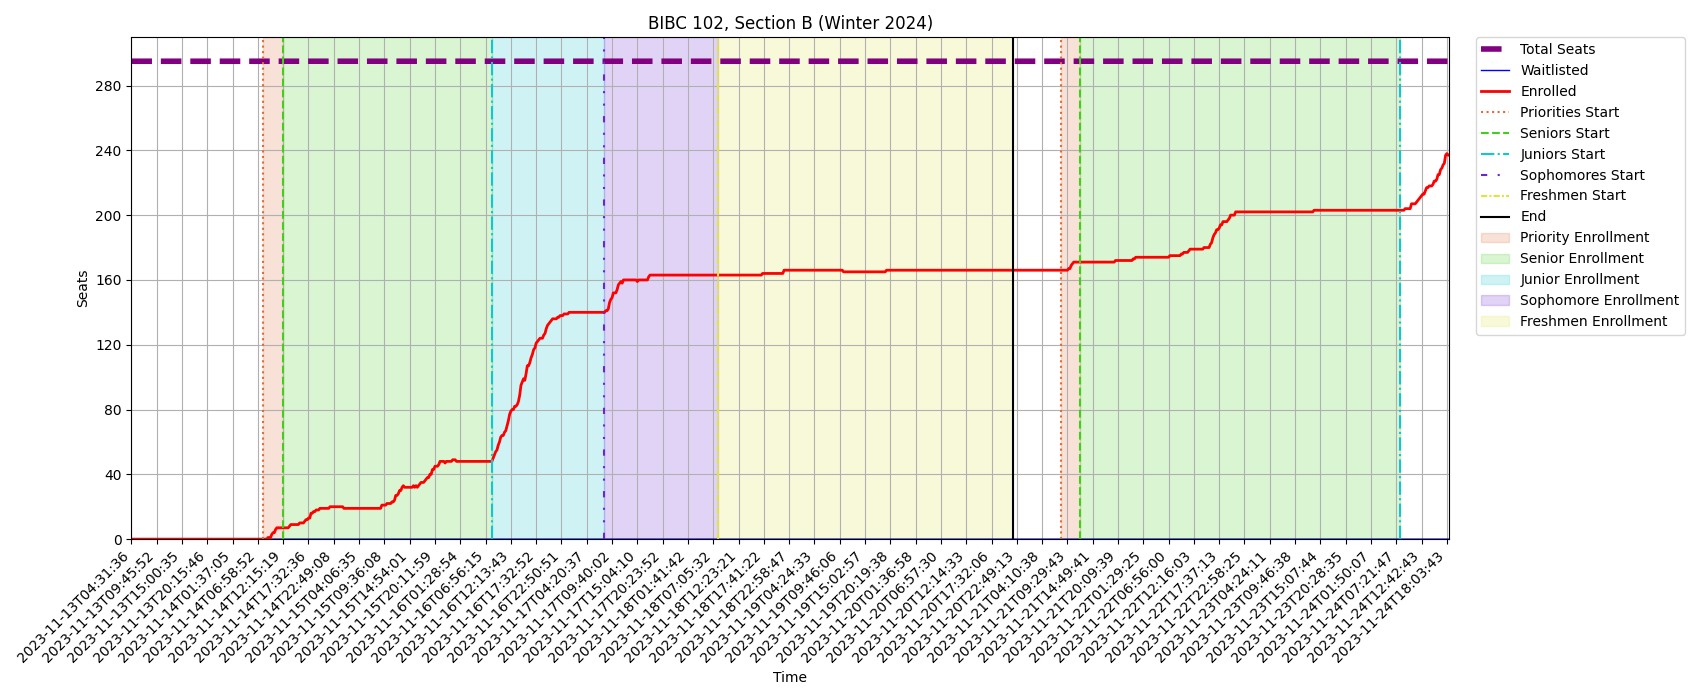 BIBC 102, Section B (Winter 2024)
Seats
280
240
200
160
120
80
40
0
2023-11-13T04:31:36
2023-11-13T09:45:52
2023-11-13T15:00:35
2023-11-13T20:15:46
2023-11-14T01:37:05
2023-11-14T06:58:52
2023-11-14T12:15:19
2023-11-14T17:32:36
2023-11-14T22:49:08
2023-11-15T04:06:35
2023-11-15T09:36:08
2023-11-15T14:54:01
2023-11-15T20:11:59
2023-11-16T01:28:54
2023-11-16T06:56:15
2023-11-16T12:13:43
2023-11-16T17:32:52
2023-11-16T22:50:51
2023-11-17T04:20:37
2023-11-17T09:40:02
2023-11-17T15:04:10
2023-11-17T20:23:52
2023-11-18T01:41:42
2023-11-18T07:05:32
2023-11-18T12:23:21
2023-11-18T17:41:22
2023-11-18T22:58:47
2023-11-19T04:24:33
2023-11-19T09:46:06
2023-11-19T15:02:57
2023-11-19T20:19:38
2023-11-20T01:36:58
2023-11-20T06:57:30
2023-11-20T12:14:33
2023-11-20T17:32:06
2023-11-20T22:49:13
2023-11-21T04:10:38
2023-11-21T09:29:43
2023-11-21T14:49:41
2023-11-21T20:09:39
2023-11-22T01:29:25
2023-11-22T06:56:00
2023-11-22T12:16:03
2023-11-22T17:37:13
2023-11-22T22:58:25
2023-11-23T04:24:11
2023-11-23T09:46:38
2023-11-23T15:07:44
2023-11-23T20:28:35
2023-11-24T01:50:07
2023-11-24T07:21:47
2023-11-24T12:42:43
2023-11-24T18:03:43
Time
Total Seats
Waitlisted
Enrolled
Priorities Start
Seniors Start
Juniors Start
Sophomores Start
Freshmen Start
End
Priority Enrollment
Senior Enrollment
Junior Enrollment
Sophomore Enrollment
Freshmen Enrollment